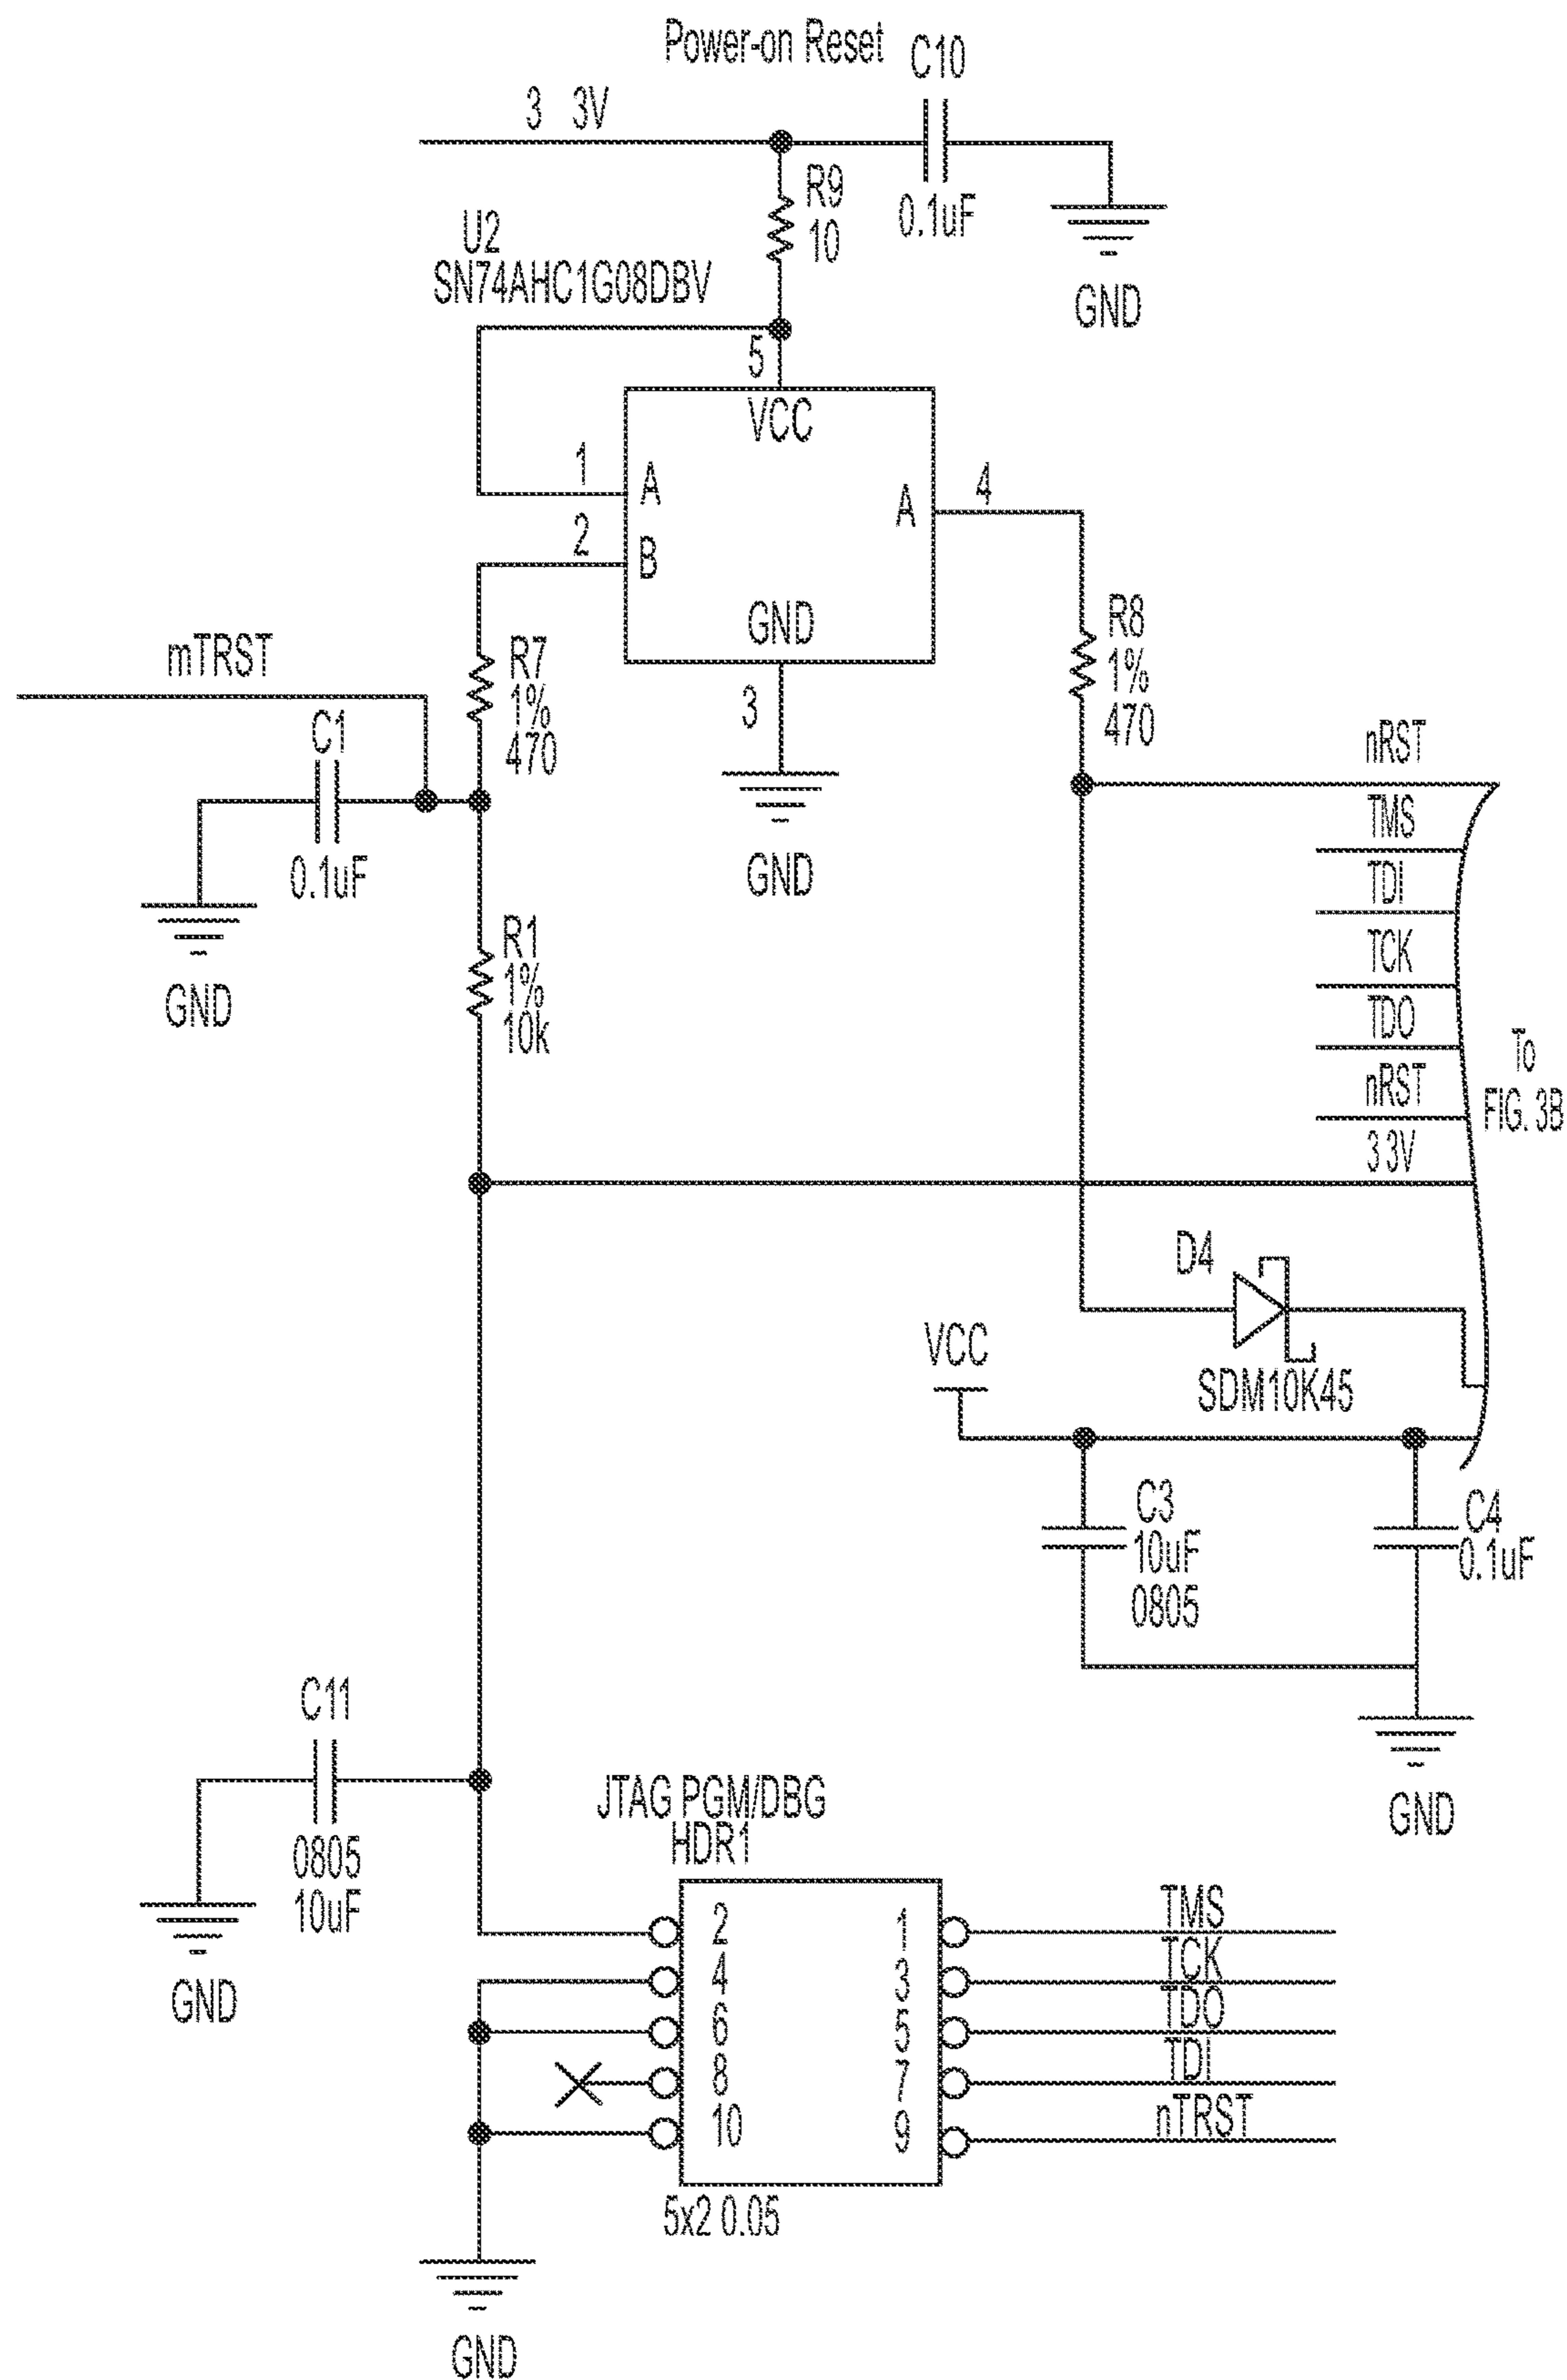 Power-on Reset
C10
3 3V
R9
10
0.1uF
GND
U2
SN74AHC1G08DBV
5
VCC
1
A
A
4
2
B
GND
3
GND
mTRST
R7
1%
470
C1
0.1uF
GND
R8
1%
470
R1
1%
10k
nRST
TMS
TDI
TCK
TDO
nRST
3 3V
To
FIG. 3B
D4
SDM10K45
VCC
C3
10uF
0805
C4
0.1uF
GND
C11
0805
10uF
GND
JTAG PGM/DBG
HDR1
2 1 TMS
4 3 TCK
6 5 TDO
8 7 TDI
10 9 nTRST
5x2 0.05
GND